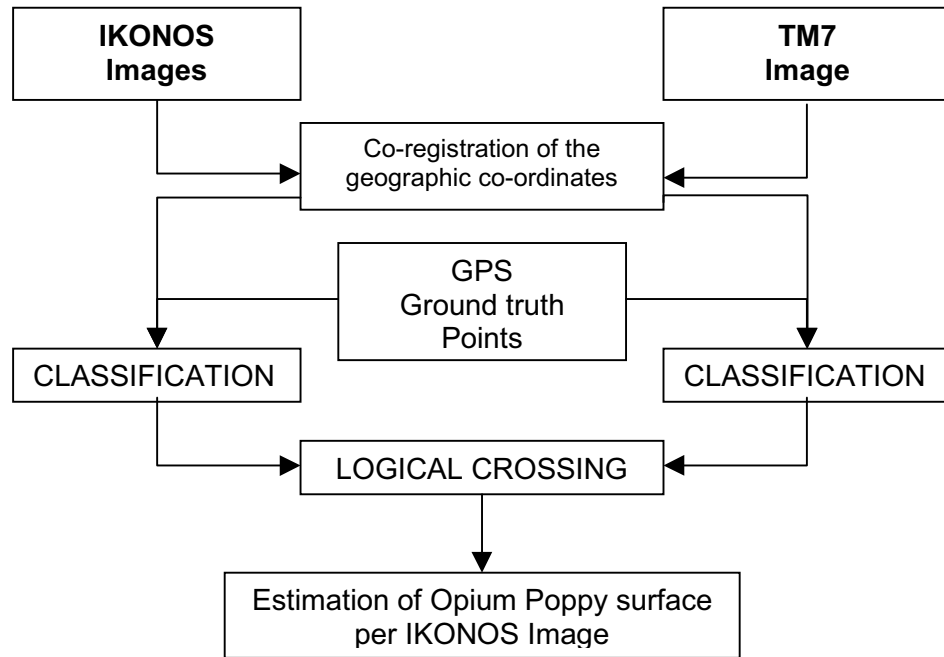 IKONOS
Images
TM7
Image
Co-registration of the
geographic co-ordinates
GPS
Ground truth
Points
CLASSIFICATION
CLASSIFICATION
LOGICAL CROSSING
Estimation of Opium Poppy surface
per IKONOS Image